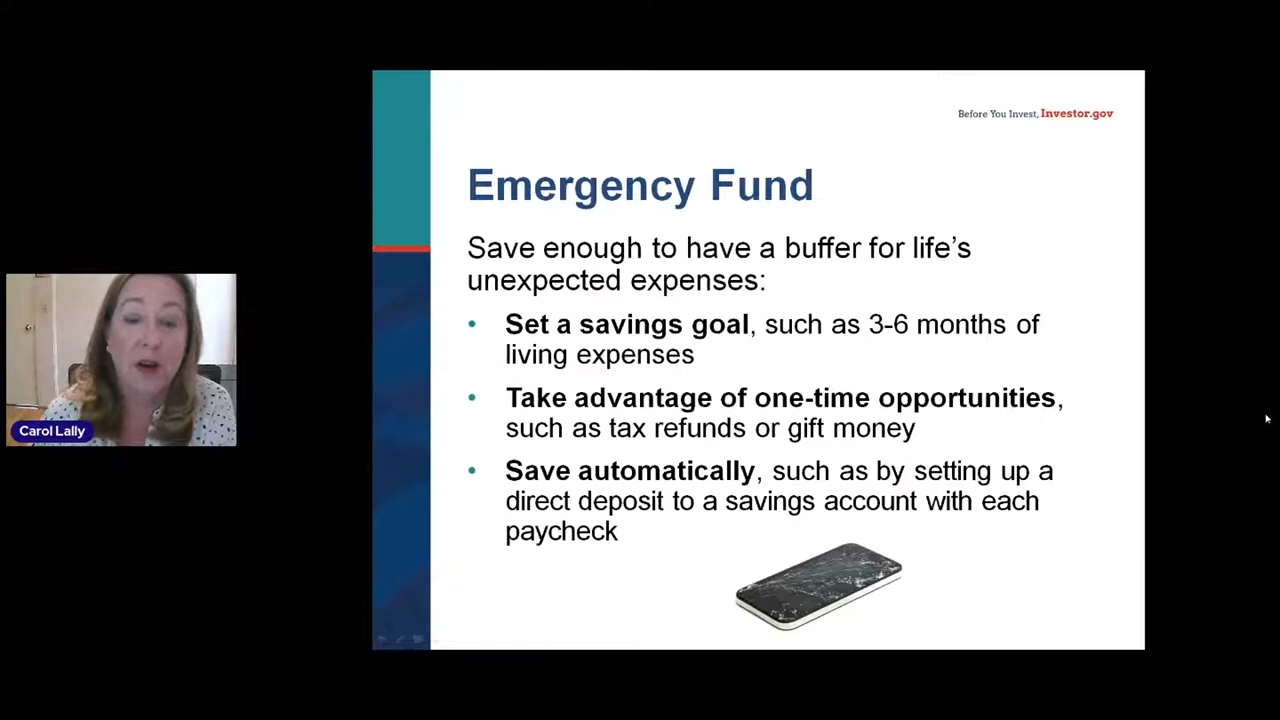 Before You Invest, Investor.gov
Emergency Fund
Save enough to have a buffer for life’s
unexpected expenses:
• Set a savings goal, such as 3-6 months of
living expenses
• Take advantage of one-time opportunities,
such as tax refunds or gift money
• Save automatically, such as by setting up a
direct deposit to a savings account with each
paycheck
Carol Lally